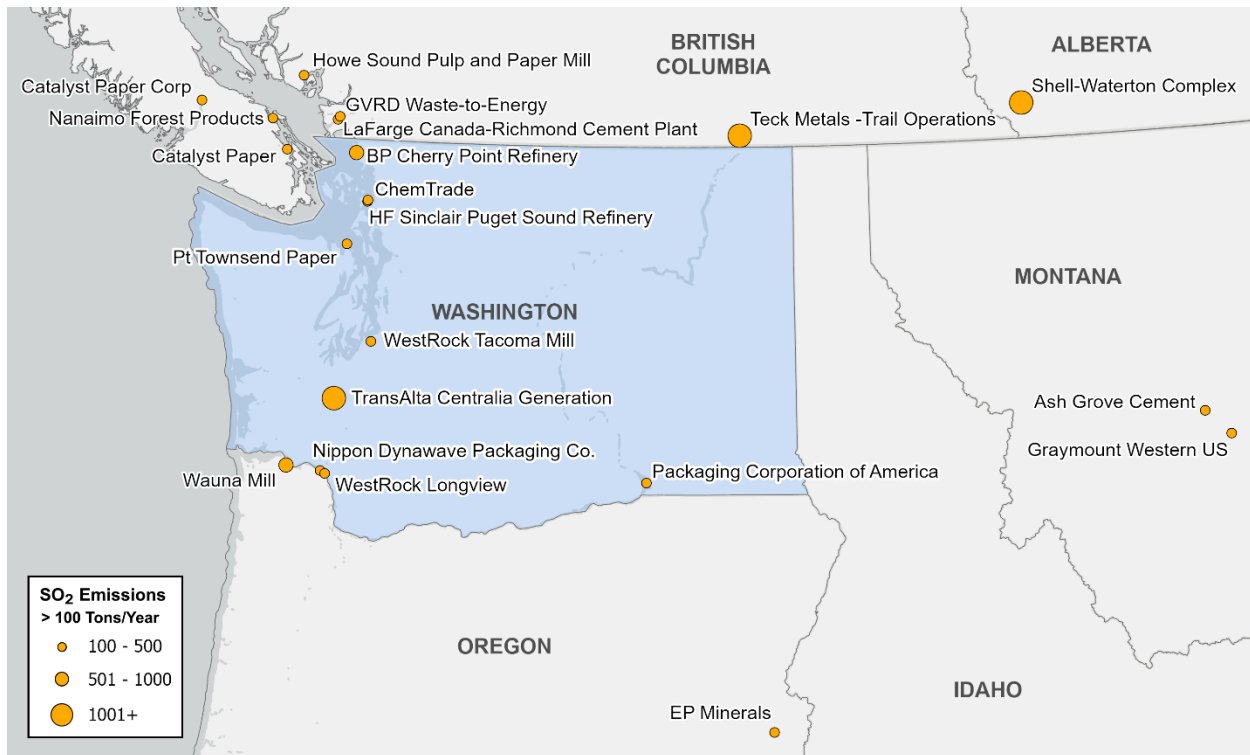 BRITISH
COLUMBIA
ALBERTA
Howe Sound Pulp and Paper Mill
Catalyst Paper Corp
Shell-Waterton Complex
GVRD Waste-to-Energy
Nanaimo Forest Products
Teck Metals -Trail Operations
LaFarge Canada-Richmond Cement Plant
Catalyst Paper
BP Cherry Point Refinery
ChemTrade
HF Sinclair Puget Sound Refinery
Pt Townsend Paper
MONTANA
WASHINGTON
WestRock Tacoma Mill
TransAlta Centralia Generation
Ash Grove Cement
Graymount Western US
Nippon Dynawave Packaging Co.
Packaging Corporation of America
Wauna Mill
WestRock Longview
SO2 Emissions
> 100 Tons/Year
100 - 500
501 - 1000
1001+
OREGON
IDAHO
EP Minerals